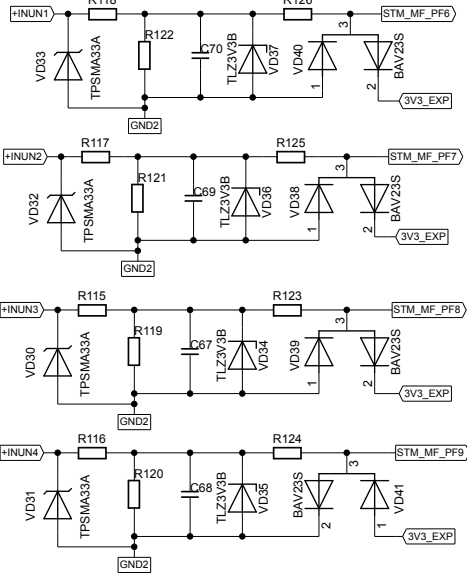 R118
R126
+INUN1
STM_MF_PF6
VD33
TPSMA33A
R122
C70
TLZ3V3B
VD37
VD40
3
1
2
BAV23S
3V3_EXP
GND2
+INUN2
R117
R125
STM_MF_PF7
VD32
TPSMA33A
R121
C69
TLZ3V3B
VD36
VD38
3
1
2
BAV23S
3V3_EXP
GND2
+INUN3
R115
R123
STM_MF_PF8
VD30
TPSMA33A
R119
C67
TLZ3V3B
VD34
VD39
3
1
2
BAV23S
3V3_EXP
GND2
+INUN4
R116
R124
STM_MF_PF9
VD31
TPSMA33A
R120
C68
TLZ3V3B
VD35
BAV23S
3
2
1
VD41
3V3_EXP
GND2